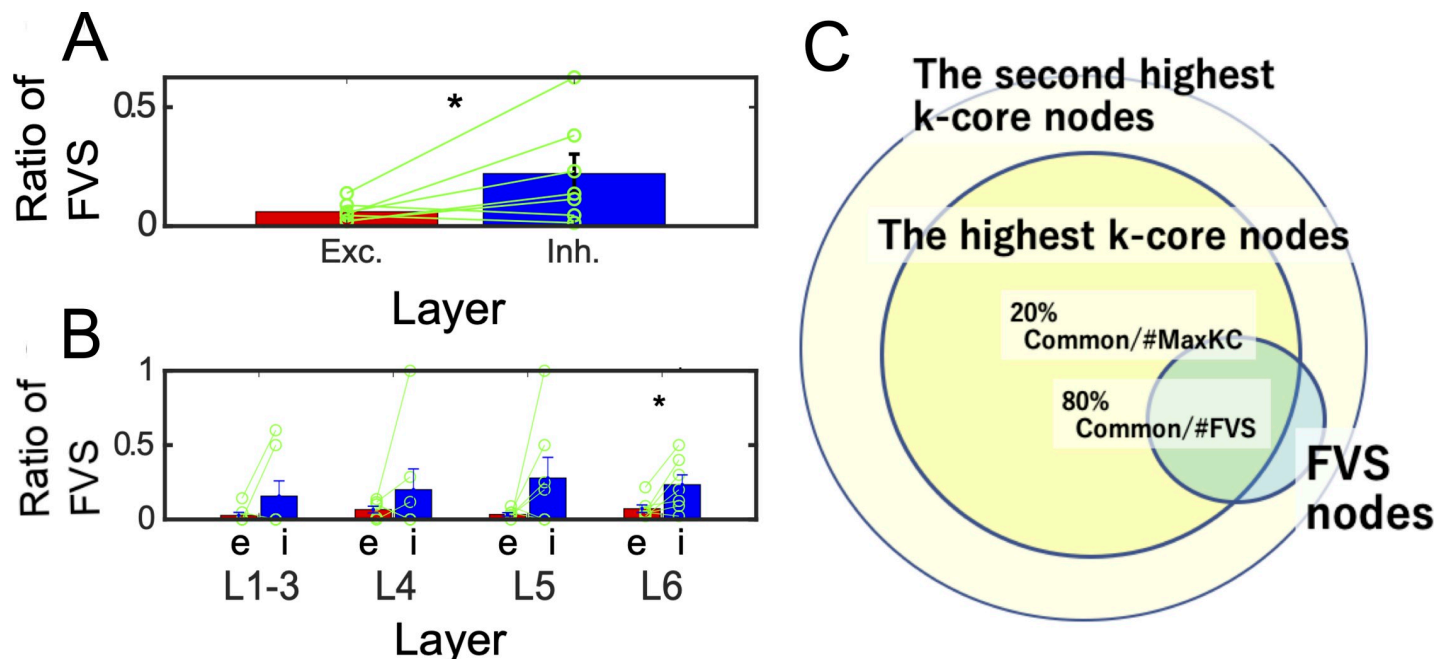 A
Ratio of
FVS
0.5
0
*
Exc.
Inh.
Layer
B
Ratio of
FVS
1
0.5
0
*
e i e i e i e i
L1-3 L4 L5 L6
Layer
C
The second highest
k-core nodes
The highest k-core nodes
20%
Common/#MaxKC
80%
Common/#FVS
FVS
nodes